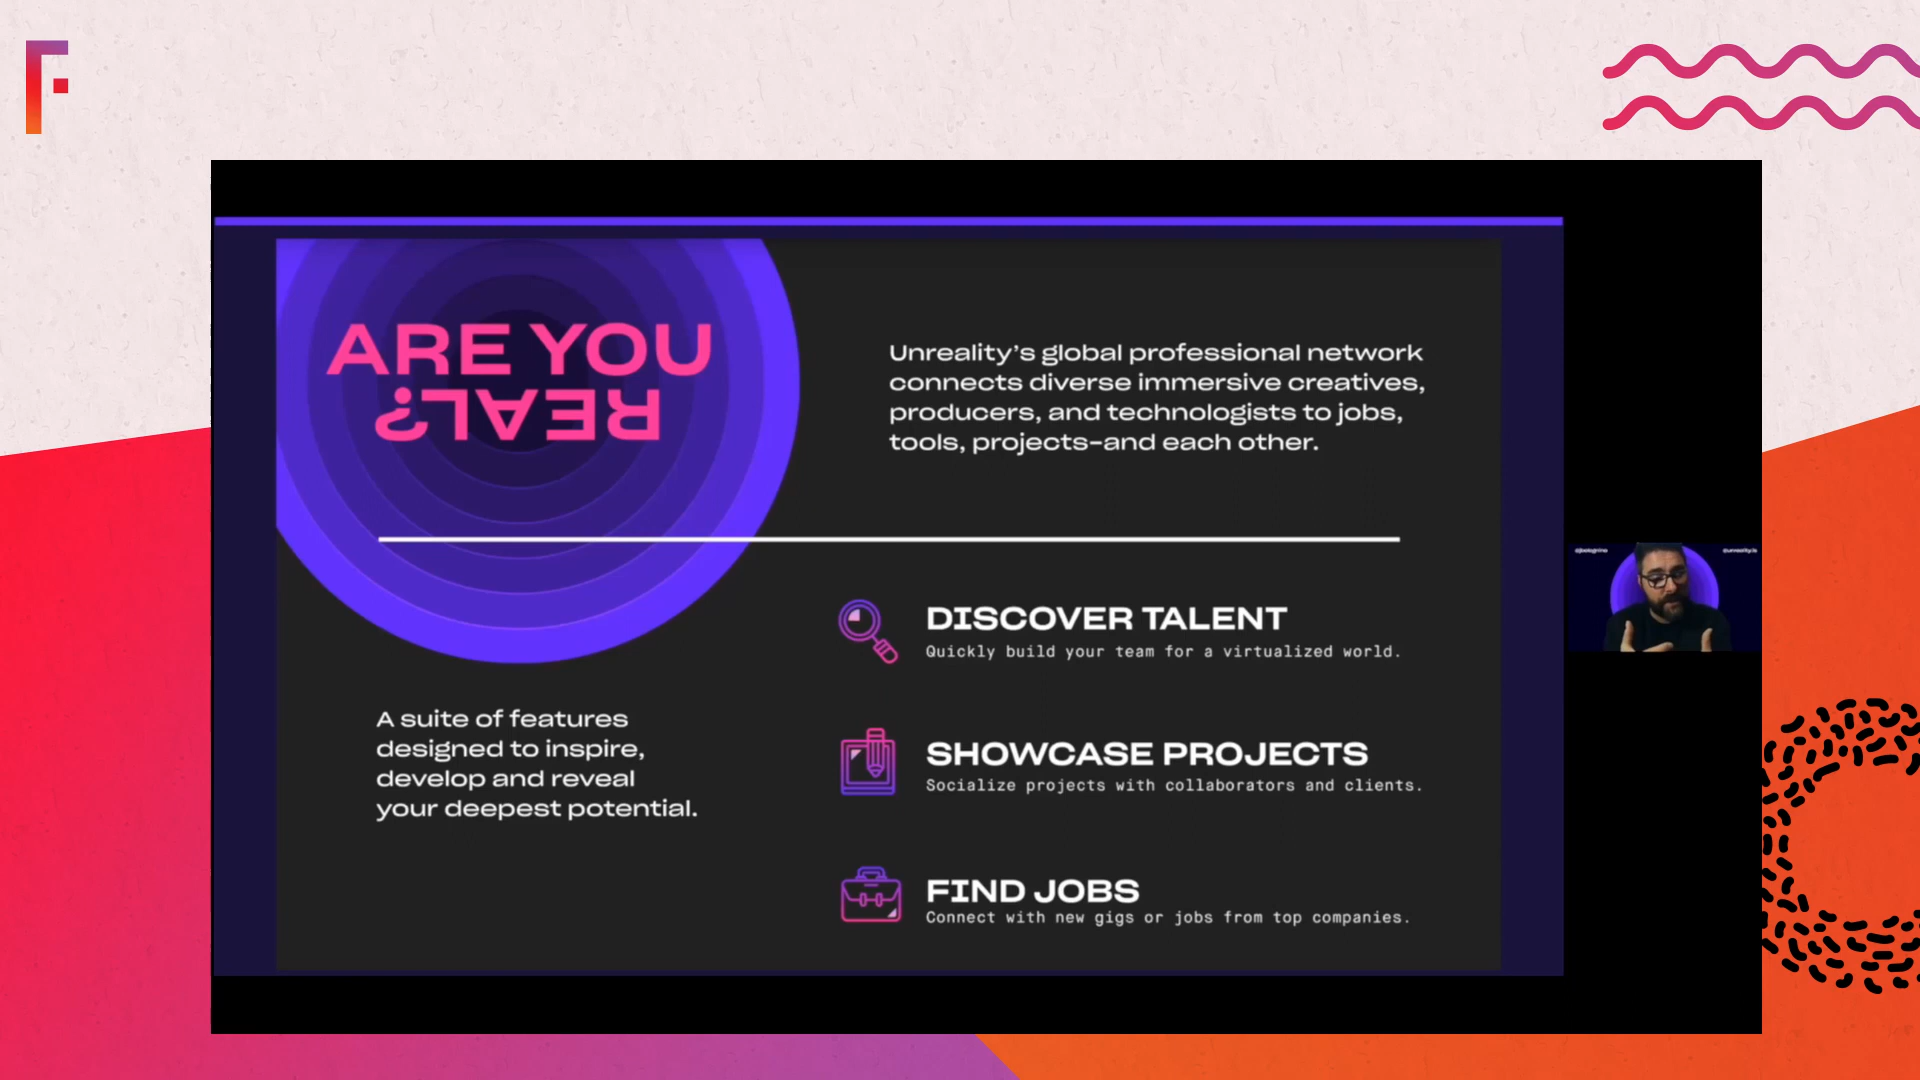 ARE YOU
REAL?
Unreality’s global professional network
connects diverse immersive creatives,
producers, and technologists to jobs,
tools, projects–and each other.
A suite of features
designed to inspire,
develop and reveal
your deepest potential.
DISCOVER TALENT
Quickly build your team for a virtualized world.
SHOWCASE PROJECTS
Socialize projects with collaborators and clients.
FIND JOBS
Connect with new gigs or jobs from top companies.
@unreality.is